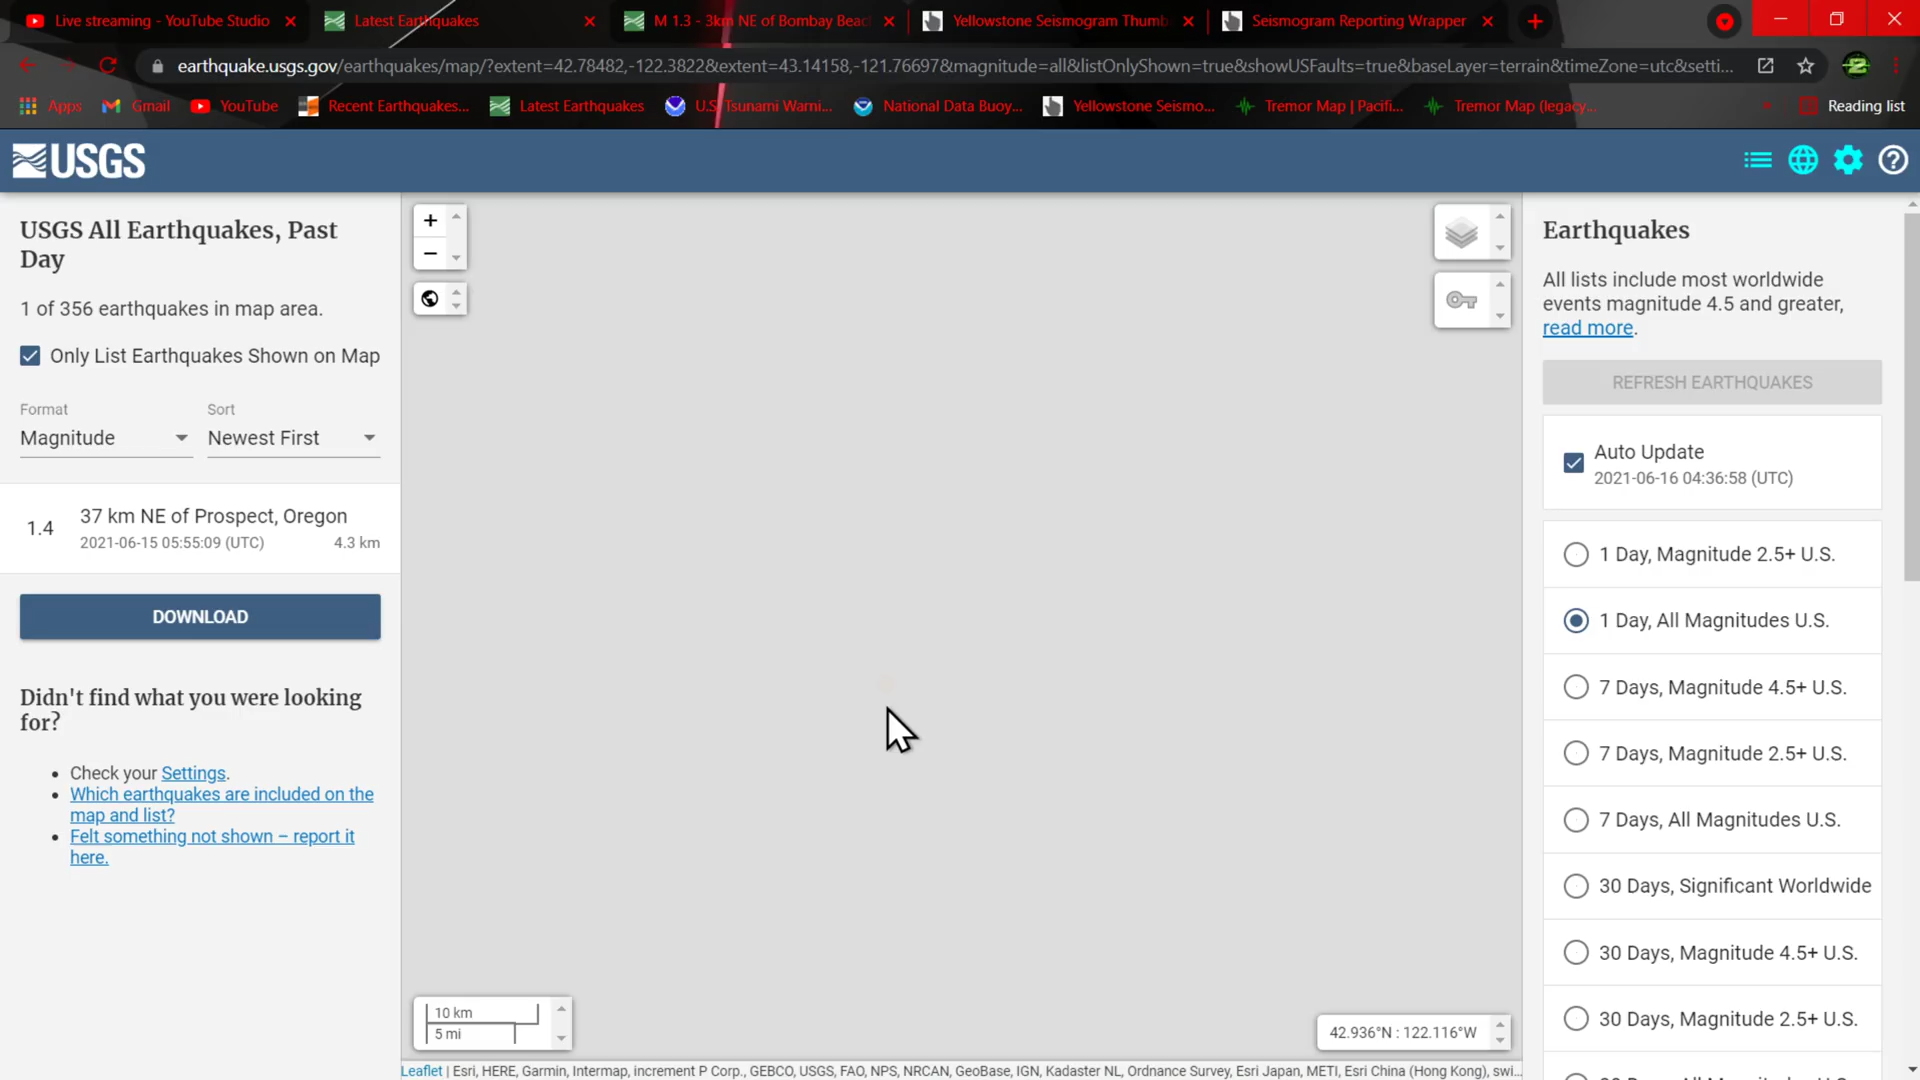 Live streaming - YouTube Studio
Latest Earthquakes
M 1.3 - 3km NE of Bombay Beac
Yellowstone Seismogram Thumb
Seismogram Reporting Wrapper
earthquake.usgs.gov/earthquakes/map/?extent=42.78482,-122.3822&extent=43.14158,-121.76697&magnitude=all&listOnlyShown=true&showUSFaults=true&baseLayer=terrain&timeZone=utc&setti...
Apps
Gmail
YouTube
Recent Earthquakes...
Latest Earthquakes
U.S. Tsunami Warni...
National Data Buoy...
Yellowstone Seismo...
Tremor Map | Pacifi...
Tremor Map (legacy...
Reading list
USGS
USGS All Earthquakes, Past
Day
1 of 356 earthquakes in map area.
Only List Earthquakes Shown on Map
Format
Sort
Magnitude
Newest First
1.4
37 km NE of Prospect, Oregon
2021-06-15 05:55:09 (UTC)
4.3 km
DOWNLOAD
Didn't find what you were looking
for?
Check your Settings.
Which earthquakes are included on the
map and list?
Felt something not shown – report it
here.
+
−
10 km
5 mi
42.936°N : 122.116°W
Leaflet | Esri, HERE, Garmin, Intermap, increment P Corp., GEBCO, USGS, FAO, NPS, NRCAN, GeoBase, IGN, Kadaster NL, Ordnance Survey, Esri Japan, METI, Esri China (Hong Kong), swi...
Earthquakes
All lists include most worldwide
events magnitude 4.5 and greater,
read more.
REFRESH EARTHQUAKES
Auto Update
2021-06-16 04:36:58 (UTC)
1 Day, Magnitude 2.5+ U.S.
1 Day, All Magnitudes U.S.
7 Days, Magnitude 4.5+ U.S.
7 Days, Magnitude 2.5+ U.S.
7 Days, All Magnitudes U.S.
30 Days, Significant Worldwide
30 Days, Magnitude 4.5+ U.S.
30 Days, Magnitude 2.5+ U.S.